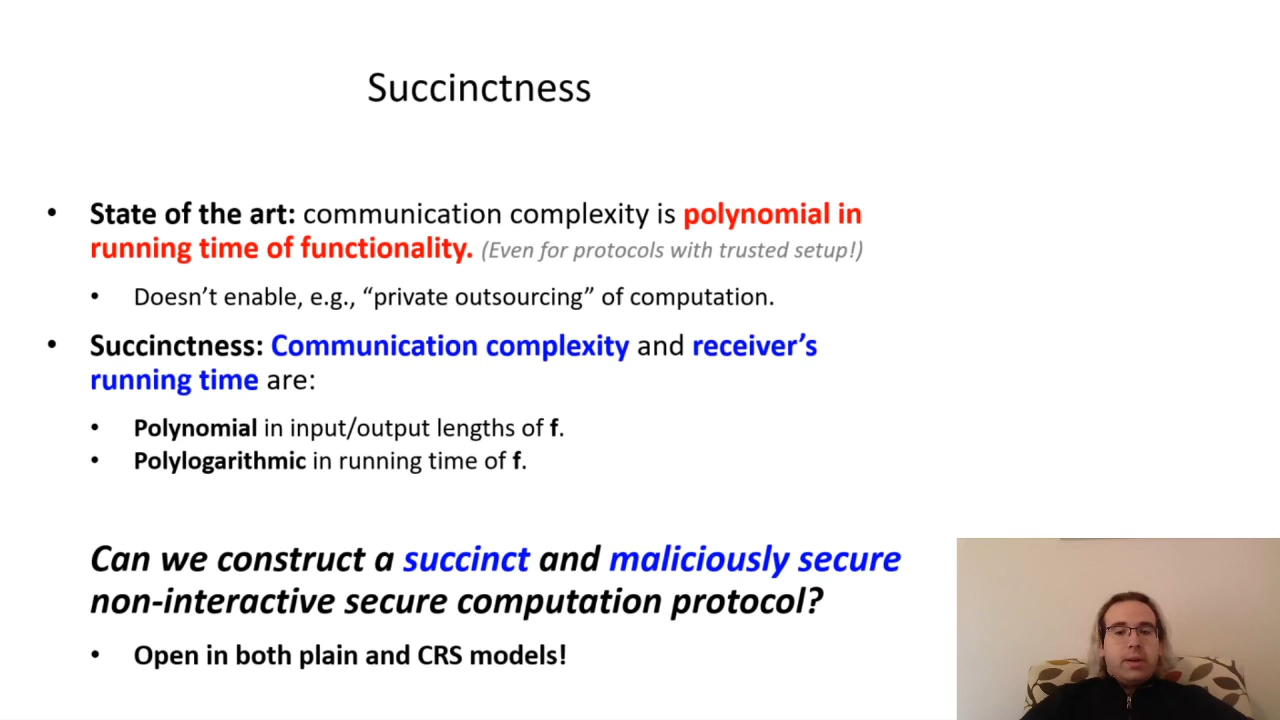 Succinctness
• State of the art: communication complexity is polynomial in
running time of functionality. (Even for protocols with trusted setup!)
• Doesn’t enable, e.g., “private outsourcing” of computation.
• Succinctness: Communication complexity and receiver’s
running time are:
• Polynomial in input/output lengths of f.
• Polylogarithmic in running time of f.
Can we construct a succinct and maliciously secure
non-interactive secure computation protocol?
• Open in both plain and CRS models!